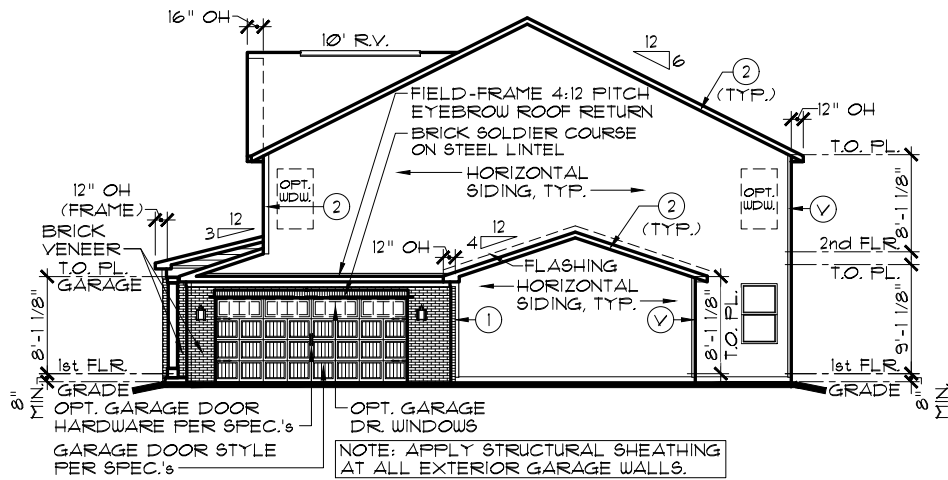 16" OH
10' R.V.
12
6
2
(TYP.)
FIELD-FRAME 4:12 PITCH
EYEBROW ROOF RETURN
BRICK SOLDIER COURSE
ON STEEL LINTEL
12" OH
T.O. PL.
HORIZONTAL
SIDING, TYP.
OPT.
WDW.
2
OPT.
WDW.
V
8'-1 1/8"
12" OH
(FRAME)
12
3
BRICK
VENEER
T.O. PL.
GARAGE
12" OH
12
4
2
(TYP.)
2nd FLR.
T.O. PL.
FLASHING
HORIZONTAL
SIDING, TYP.
1
V
8'-1 1/8"
8'-1 1/8"
T.O. PL.
9'-1 1/8"
1st FLR.
1st FLR.
GRADE
GRADE
8"
MIN.
8"
MIN.
OPT. GARAGE DOOR
HARDWARE PER SPEC.'s
OPT. GARAGE
DR. WINDOWS
GARAGE DOOR STYLE
PER SPEC.'s
NOTE: APPLY STRUCTURAL SHEATHING
AT ALL EXTERIOR GARAGE WALLS.